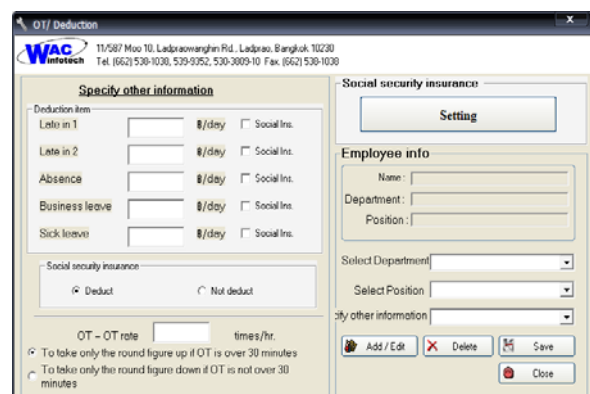 OT/ Deduction
x
WAC
Infotech
11/587 Moo 10, Ladpraowanghin Rd., Ladprao, Bangkok 10230
Tel. (662) 538-1038, 539-9352, 530-3809-10 Fax. (662) 538-1038
Specify other information
Deduction item
Late in 1 ฿/day Social Ins.
Late in 2 ฿/day Social Ins.
Absence ฿/day Social Ins.
Business leave ฿/day Social Ins.
Sick leave ฿/day Social Ins.
Social security insurance
Deduct Not deduct
OT – OT rate times/hr.
To take only the round figure up if OT is over 30 minutes
To take only the round figure down if OT is not over 30
minutes
Social security insurance
Setting
Employee info
Name :
Department :
Position :
Select Department
Select Position
ify other information
Add / Edit Delete Save
Close